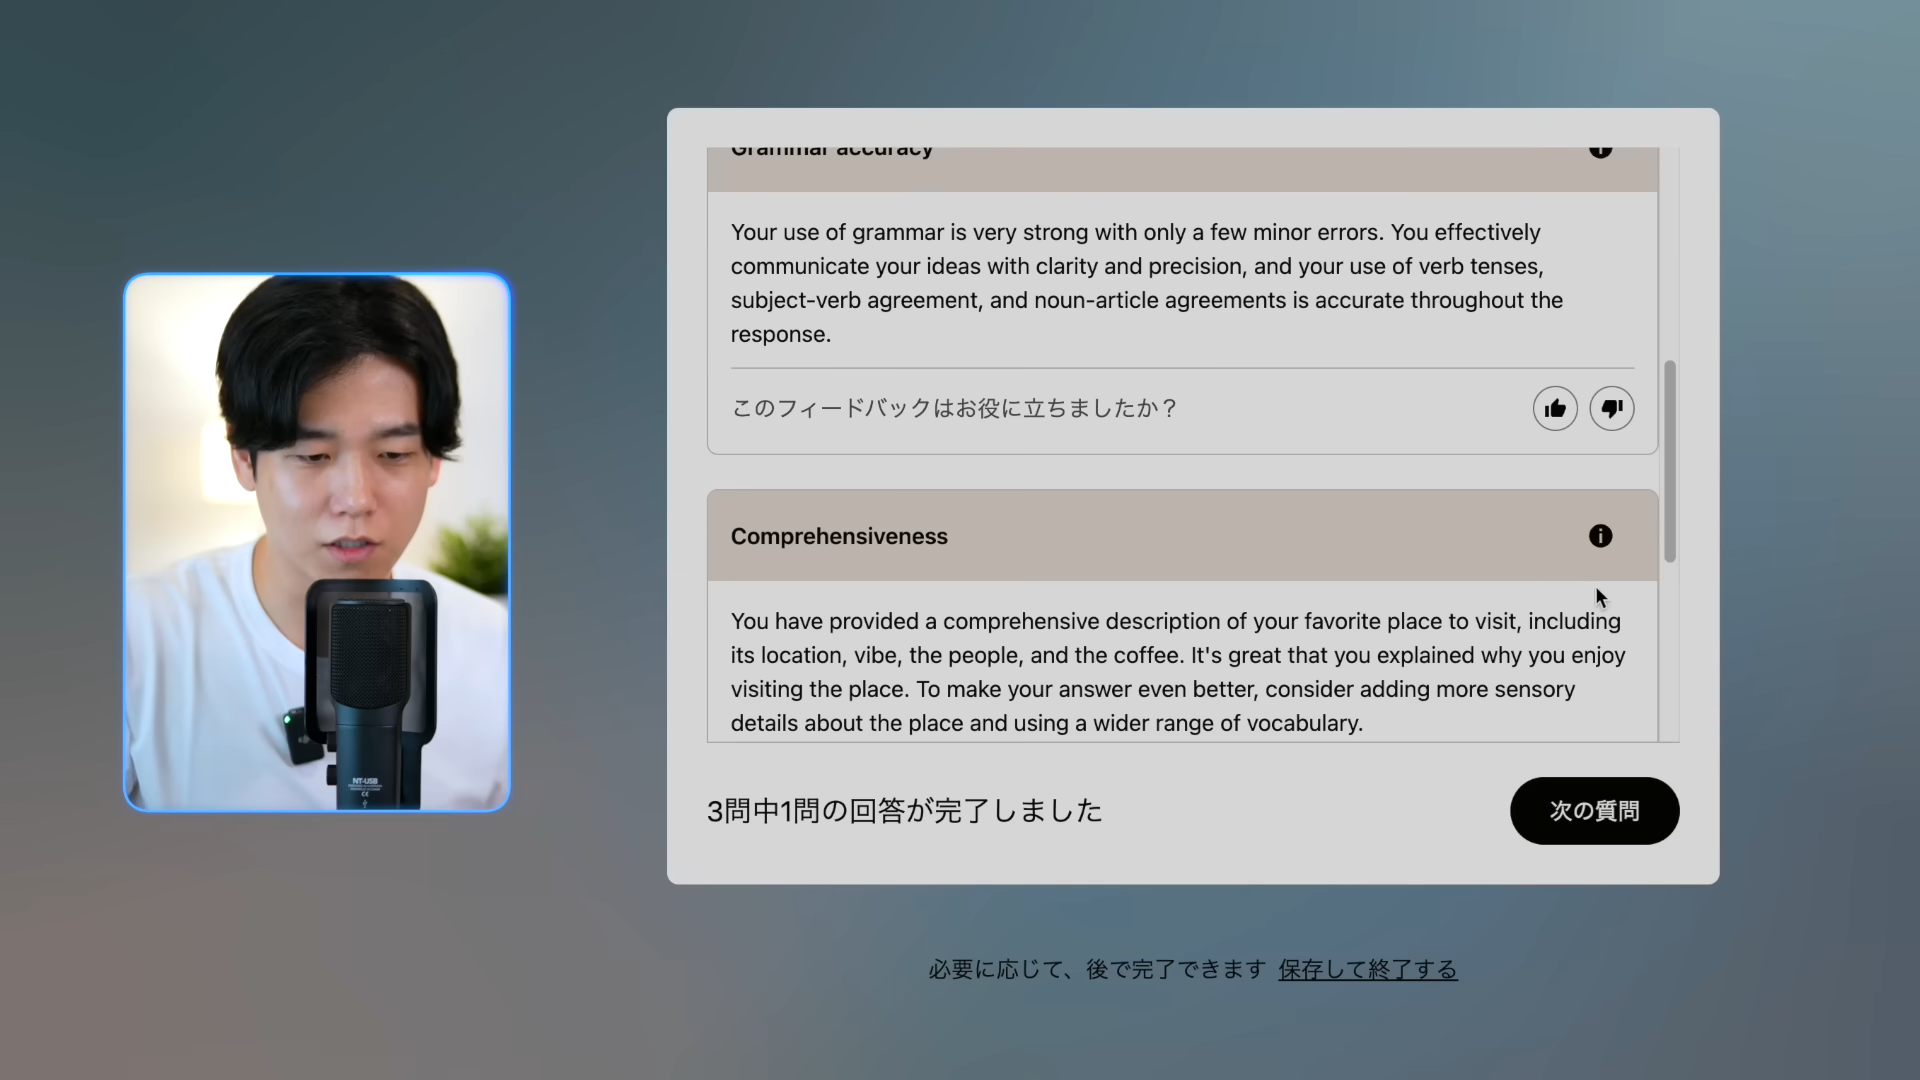 Grammar accuracy
Your use of grammar is very strong with only a few minor errors. You effectively
communicate your ideas with clarity and precision, and your use of verb tenses,
subject-verb agreement, and noun-article agreements is accurate throughout the
response.
このフィードバックはお役に立ちましたか？
Comprehensiveness
You have provided a comprehensive description of your favorite place to visit, including
its location, vibe, the people, and the coffee. It's great that you explained why you enjoy
visiting the place. To make your answer even better, consider adding more sensory
details about the place and using a wider range of vocabulary.
NT-USB
3問中1問の回答が完了しました
次の質問
必要に応じて、後で完了できます 保存して終了する